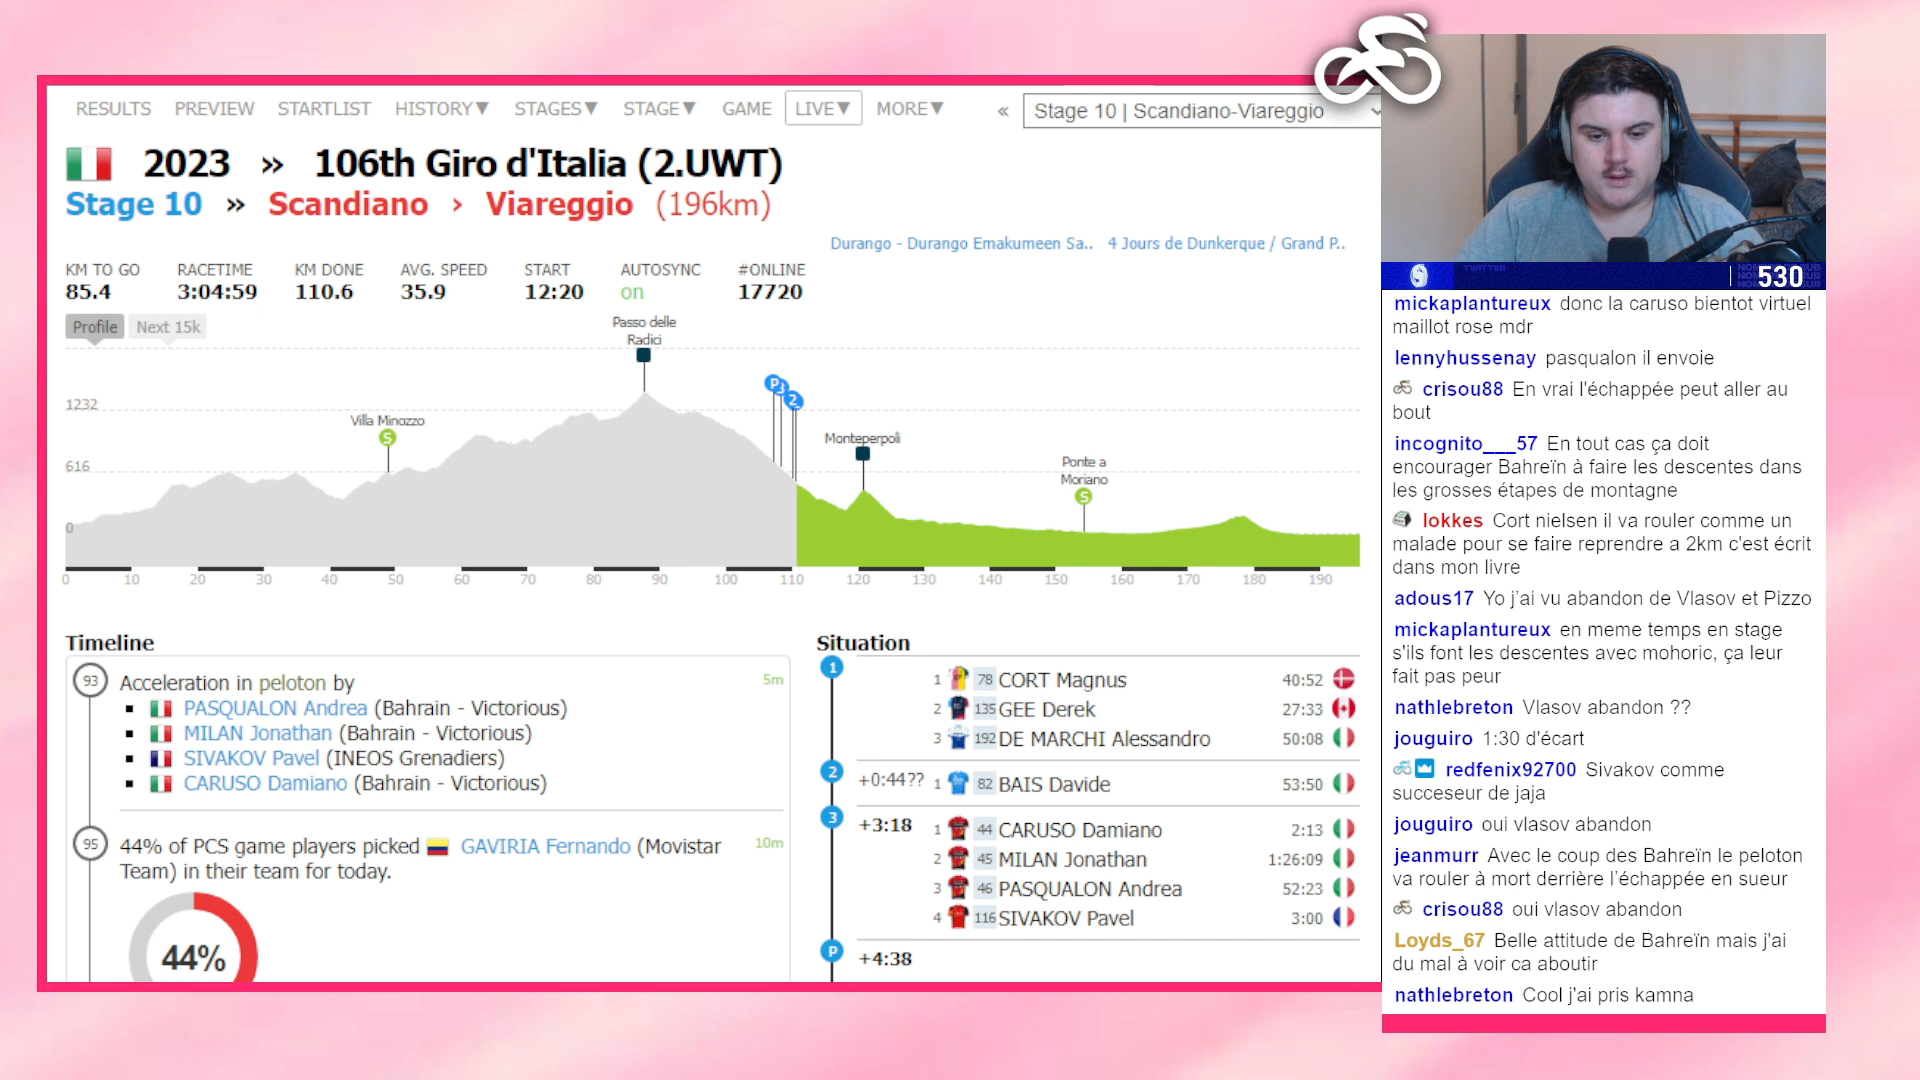 RESULTS PREVIEW STARTLIST HISTORY▼ STAGES▼ STAGE▼ GAME LIVE▼ MORE▼ « Stage 10 | Scandiano-Viareggio
2023 » 106th Giro d'Italia (2.UWT)
Stage 10 » Scandiano › Viareggio (196km)
Durango - Durango Emakumeen Sa.. 4 Jours de Dunkerque / Grand P..
KM TO GO RACETIME KM DONE AVG. SPEED START AUTOSYNC #ONLINE
85.4 3:04:59 110.6 35.9 12:20 on 17720
Profile Next 15k
Passo delle
Radici
P 3
2
1232
Villa Minozzo
S
Monteperpoli
616
Ponte a
Moriano
S
0
0 10 20 30 40 50 60 70 80 90 100 110 120 130 140 150 160 170 180 190
Timeline
93 Acceleration in peloton by 5m
PASQUALON Andrea (Bahrain - Victorious)
MILAN Jonathan (Bahrain - Victorious)
SIVAKOV Pavel (INEOS Grenadiers)
CARUSO Damiano (Bahrain - Victorious)
95 44% of PCS game players picked GAVIRIA Fernando (Movistar 10m
Team) in their team for today.
44%
Situation
1
1 78 CORT Magnus 40:52
2 135 GEE Derek 27:33
3 192 DE MARCHI Alessandro 50:08
2 +0:44?? 1 82 BAIS Davide 53:50
3 +3:18 1 44 CARUSO Damiano 2:13
2 45 MILAN Jonathan 1:26:09
3 46 PASQUALON Andrea 52:23
4 116 SIVAKOV Pavel 3:00
P +4:38
TWITTER
530
mickaplantureux donc la caruso bientot virtuel
maillot rose mdr
lennyhussenay pasqualon il envoie
crisou88 En vrai l'échappée peut aller au
bout
incognito___57 En tout cas ça doit
encourager Bahreïn à faire les descentes dans
les grosses étapes de montagne
lokkes Cort nielsen il va rouler comme un
malade pour se faire reprendre a 2km c'est écrit
dans mon livre
adous17 Yo j'ai vu abandon de Vlasov et Pizzo
mickaplantureux en meme temps en stage
s'ils font les descentes avec mohoric, ça leur
fait pas peur
nathlebreton Vlasov abandon ??
jouguiro 1:30 d'écart
redfenix92700 Sivakov comme
succeseur de jaja
jouguiro oui vlasov abandon
jeanmurr Avec le coup des Bahreïn le peloton
va rouler à mort derrière l'échappée en sueur
crisou88 oui vlasov abandon
Loyds_67 Belle attitude de Bahreïn mais j'ai
du mal à voir ca aboutir
nathlebreton Cool j'ai pris kamna